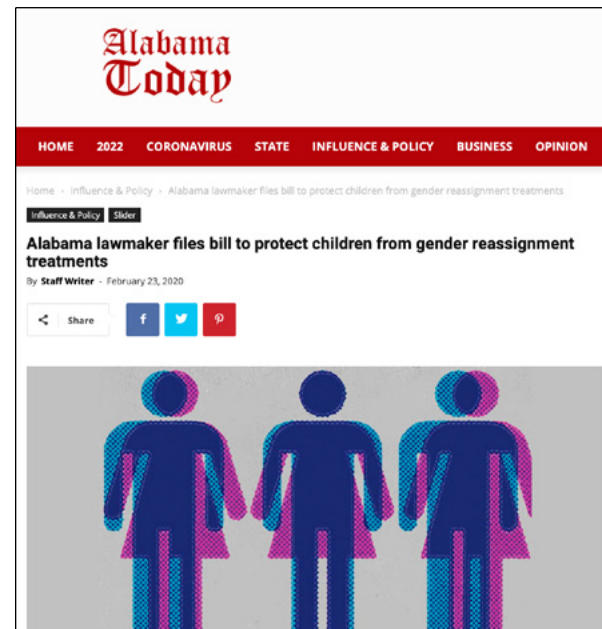 Alabama
Today
HOME 2022 CORONAVIRUS STATE INFLUENCE & POLICY BUSINESS OPINION
Home › Influence & Policy › Alabama lawmaker files bill to protect children from gender reassignment treatments
Influence & Policy Slider
Alabama lawmaker files bill to protect children from gender reassignment
treatments
By Staff Writer - February 23, 2020
Share